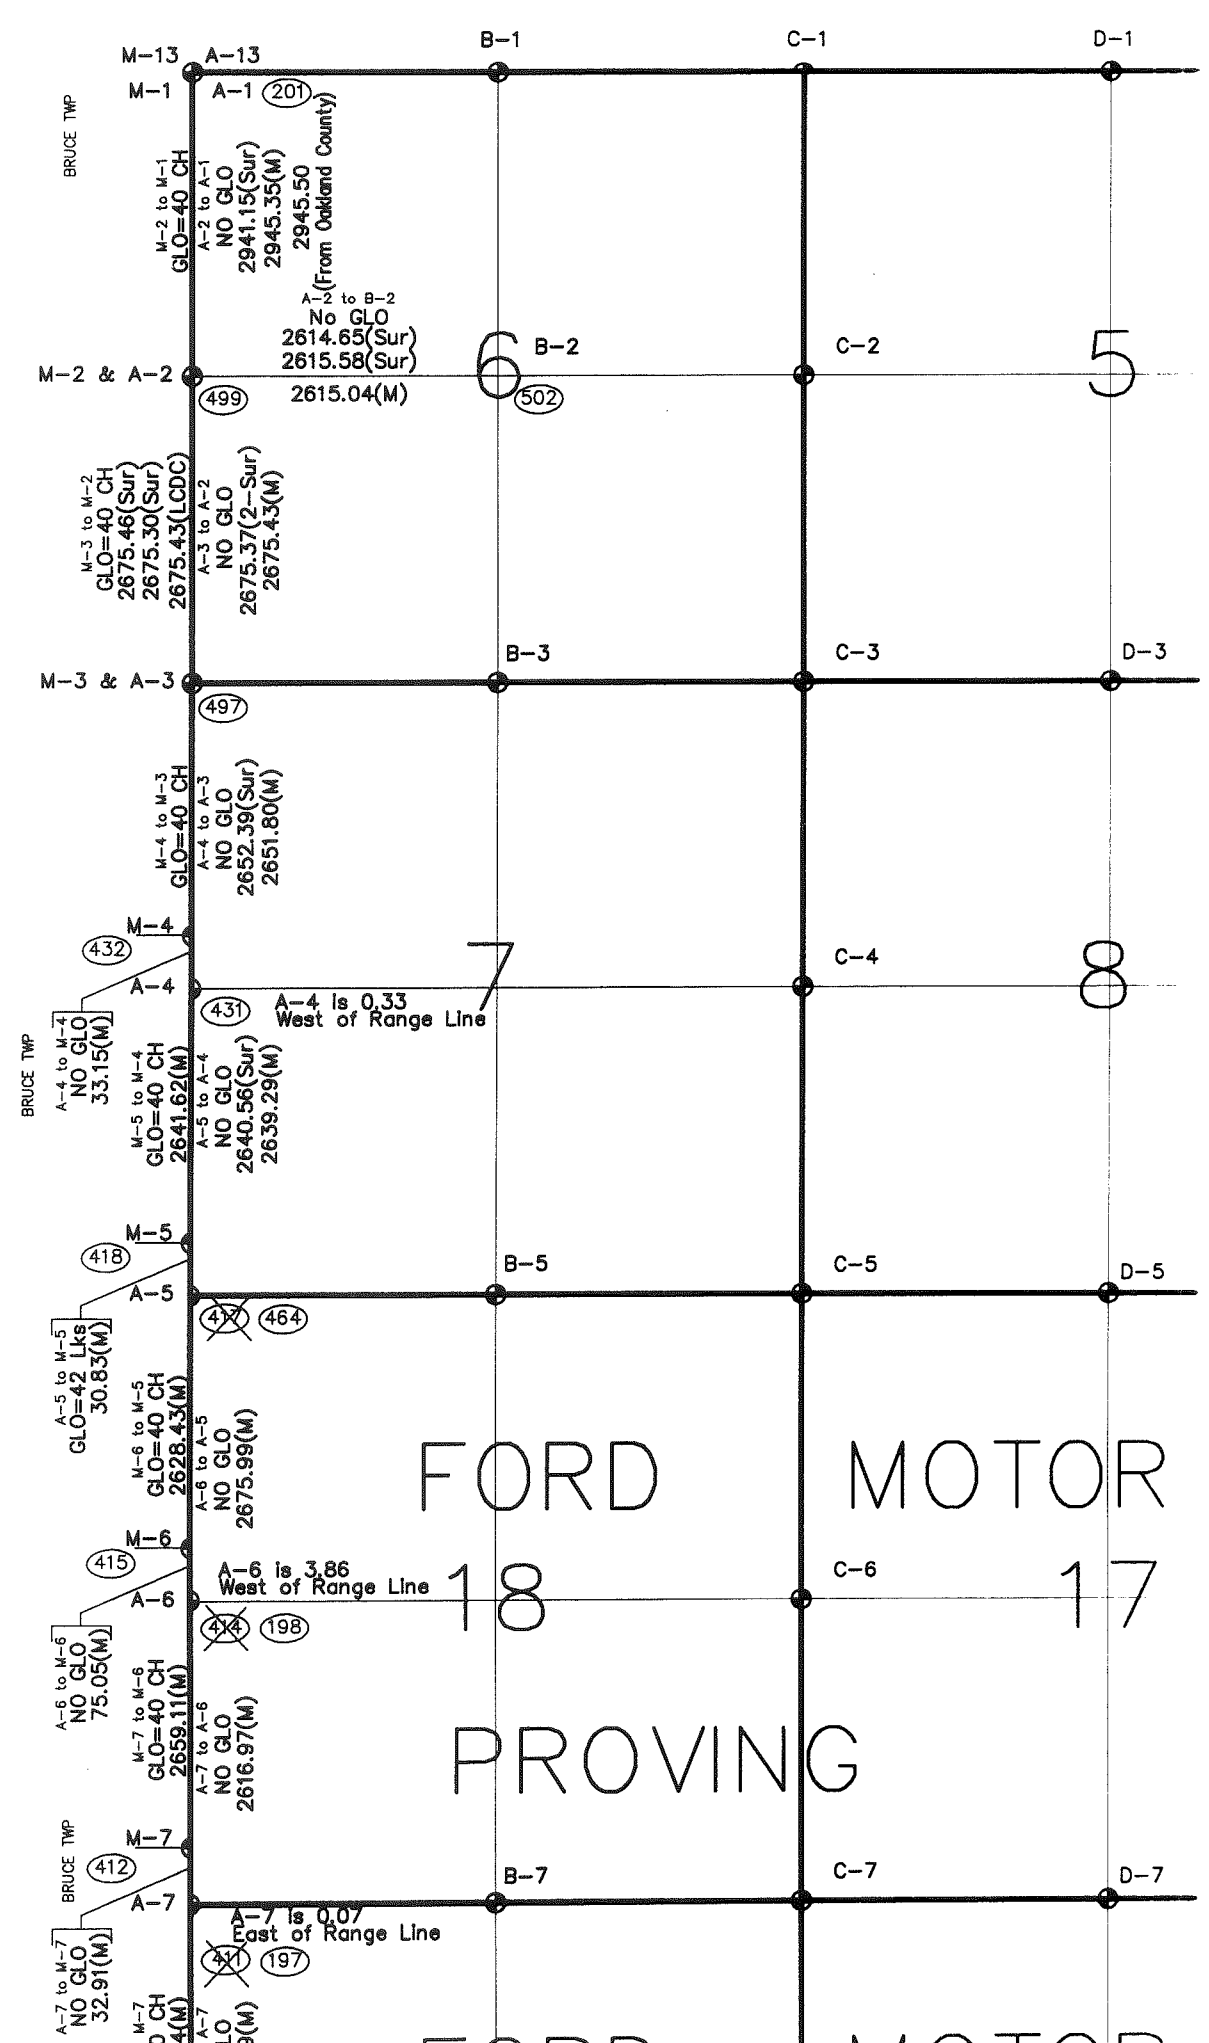 B-1
C-1
D-1
M-13 A-13
M-1 A-1 201
BRUCE TWP
M-2 to M-1
GLO=40 CH
A-2 to A-1
NO GLO
2941.15(Sur)
2945.35(M)
2945.50
(From Oakland County)
A-2 to B-2
No GLO
2614.65(Sur)
2615.58(Sur)
2615.04(M)
6
B-2
C-2
5
M-2 & A-2
499
502
M-3 to M-2
GLO=40 CH
2675.46(Sur)
2675.30(Sur)
2675.43(LCDC)
A-3 to A-2
NO GLO
2675.37(2-Sur)
2675.43(M)
B-3
C-3
D-3
M-3 & A-3
497
M-4 to M-3
GLO=40 CH
A-4 to A-3
NO GLO
2652.39(Sur)
2651.80(M)
M-4
432
7
C-4
8
A-4
431
A-4 is 0.33
West of Range Line
BRUCE TWP
A-4 to M-4
NO GLO
33.15(M)
M-5 to M-4
GLO=40 CH
2641.62(M)
A-5 to A-4
NO GLO
2640.56(Sur)
2639.29(M)
M-5
418
B-5
C-5
D-5
A-5
417 464
A-5 to M-5
GLO=42 Lks
30.83(M)
M-6 to M-5
GLO=40 CH
2628.43(M)
A-6 to A-5
NO GLO
2675.99(M)
FORD MOTOR
M-6
415
A-6 is 3.86
West of Range Line
18
C-6
17
A-6
414 198
A-6 to M-6
NO GLO
75.05(M)
M-7 to M-6
GLO=40 CH
2659.11(M)
A-7 to A-6
NO GLO
2616.97(M)
PROVING
BRUCE TWP
M-7
412
B-7
C-7
D-7
A-7
A-7 is 0.07
East of Range Line
411 197
A-7 to M-7
NO GLO
32.91(M)
M-7
CH
4(M)
A-7
LO
9(M)
FORD MOTOR